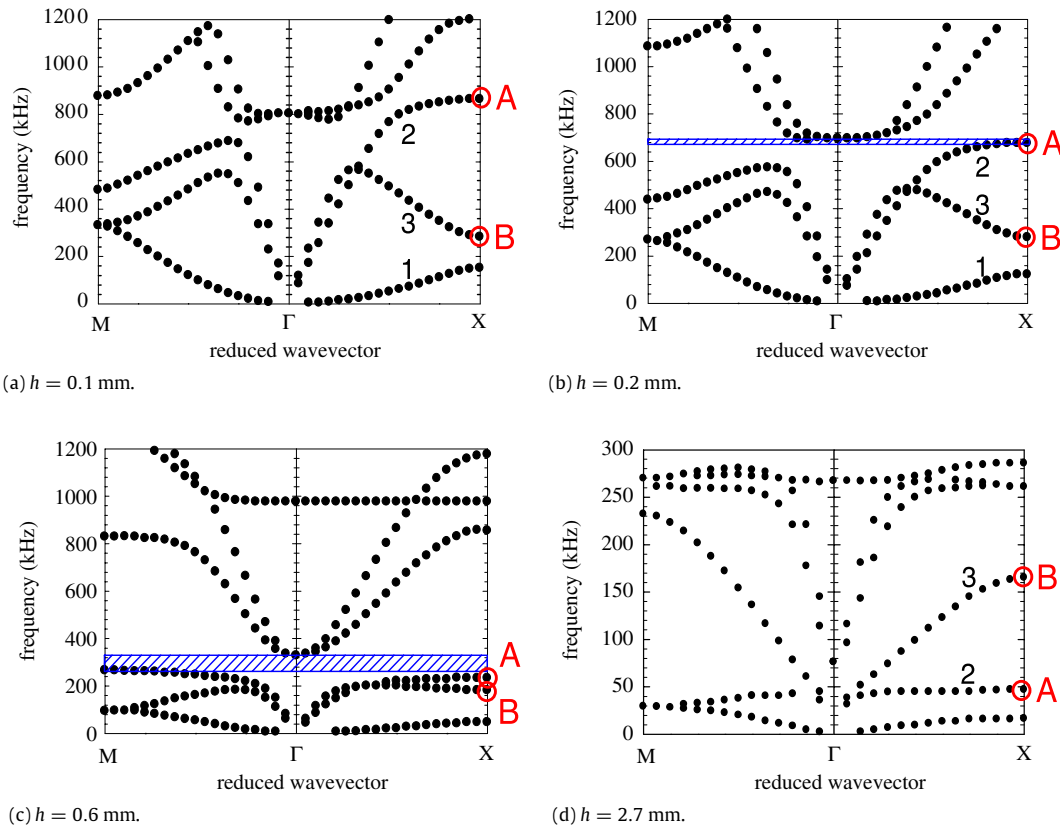 1200
1000
800
600
400
200
0
frequency (kHz)
A
2
3
B
1
M Γ X
reduced wavevector
(a) h = 0.1 mm.
1200
1000
800
600
400
200
0
frequency (kHz)
A
2
3
B
1
M Γ X
reduced wavevector
(b) h = 0.2 mm.
1200
1000
800
600
400
200
0
frequency (kHz)
A
B
M Γ X
reduced wavevector
(c) h = 0.6 mm.
300
250
200
150
100
50
0
frequency (kHz)
3
B
2
A
M Γ X
reduced wavevector
(d) h = 2.7 mm.